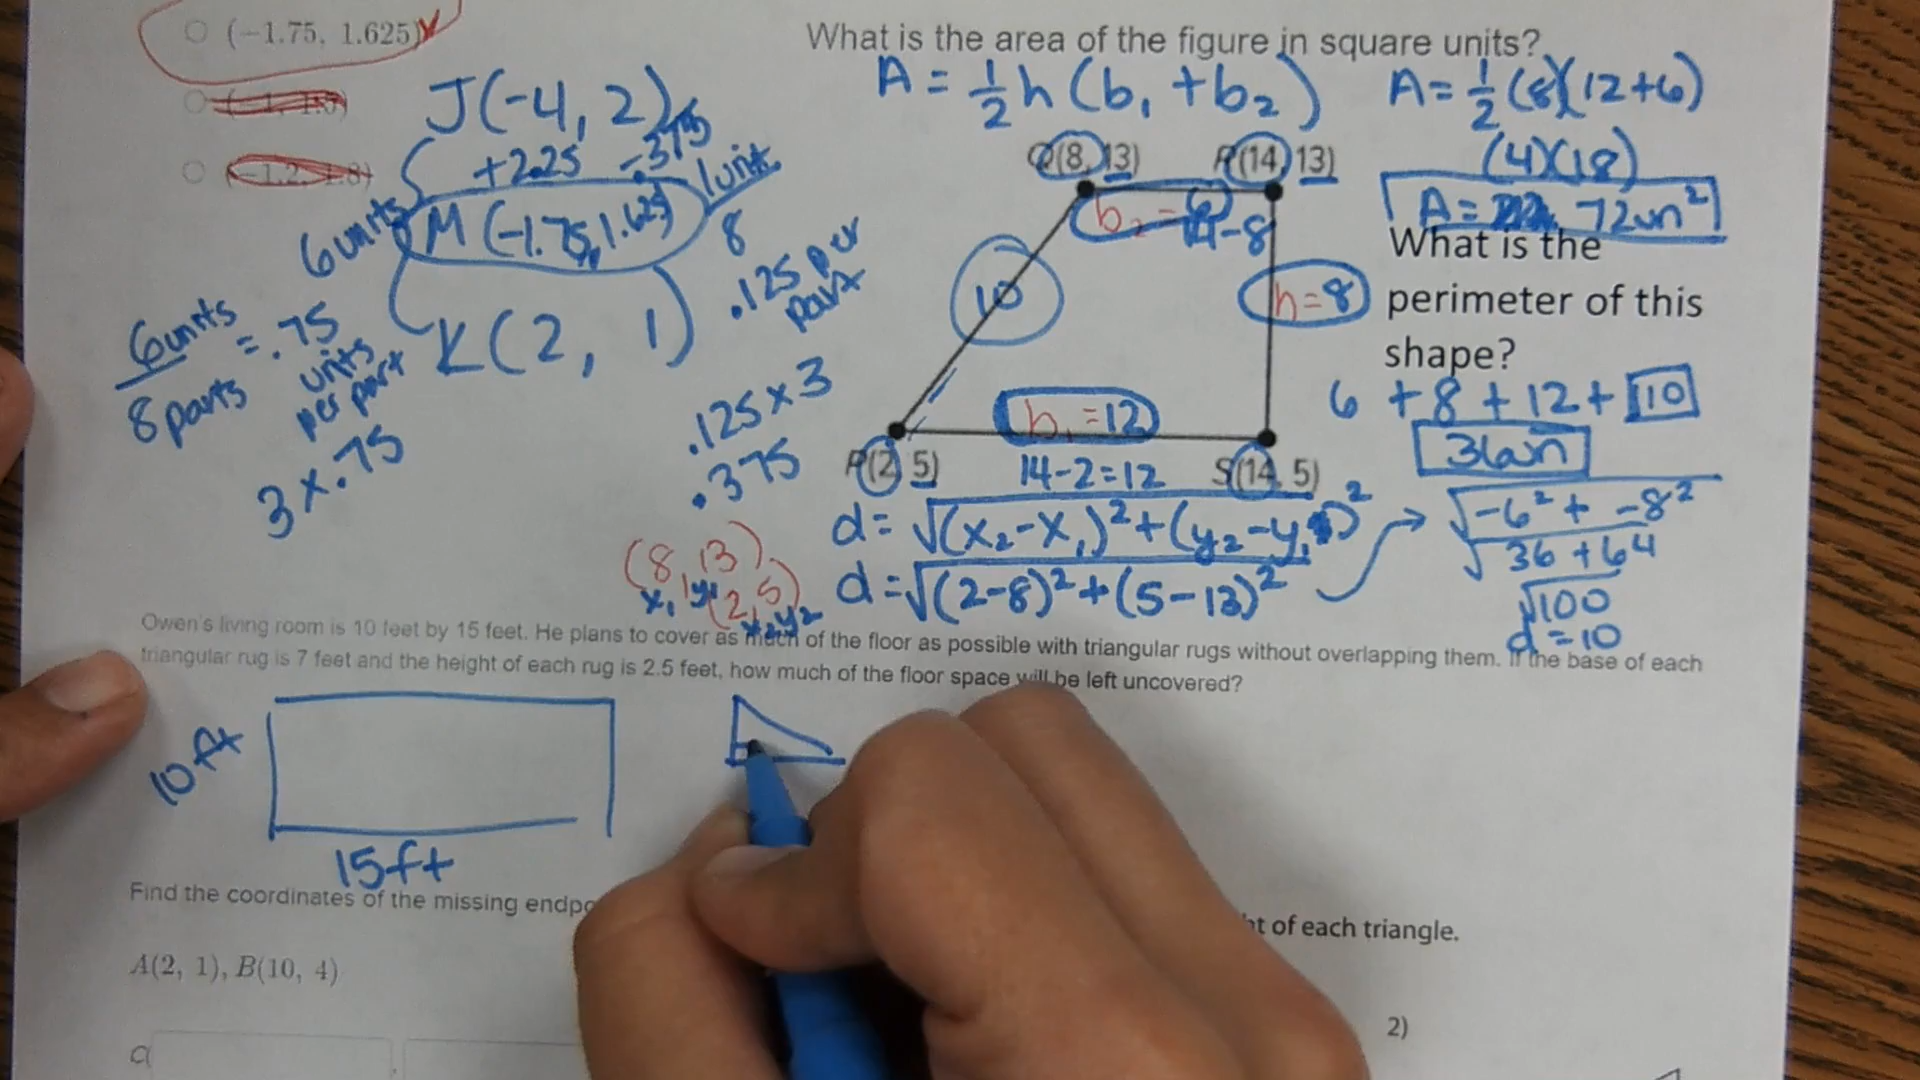 (−1.75, 1.625)
J(-4, 2)
+2.25 -.375
6 units
M (-1.75, 1.625)
1 unit
8
.125 per part
K(2, 1)
6 units
8 parts
= .75 units per part
3 x .75
.125 x 3
.375
What is the area of the figure in square units?
A = 1/2 h (b1 + b2)
A = 1/2 (8)(12+6)
(4)(18)
A = 72un²
Q(8, 13) R(14, 13)
b2 = 6
14-8
10
h = 8
b1 = 12
P(2, 5) 14-2=12 S(14, 5)
What is the
perimeter of this
shape?
6 + 8 + 12 + 10
36un
d = √(x2-x1)² + (y2-y1)²
d = √(2-8)² + (5-13)²
√-6² + -8²
√36 + 64
√100
d = 10
(8, 13)
x1 y1
(2, 5)
x2 y2
Owen's living room is 10 feet by 15 feet. He plans to cover as much of the floor as possible with triangular rugs without overlapping them. If the base of each
triangular rug is 7 feet and the height of each rug is 2.5 feet, how much of the floor space will be left uncovered?
10 ft
15ft
Find the coordinates of the missing
of each triangle.
A(2, 1), B(10, 4)
2)
C(